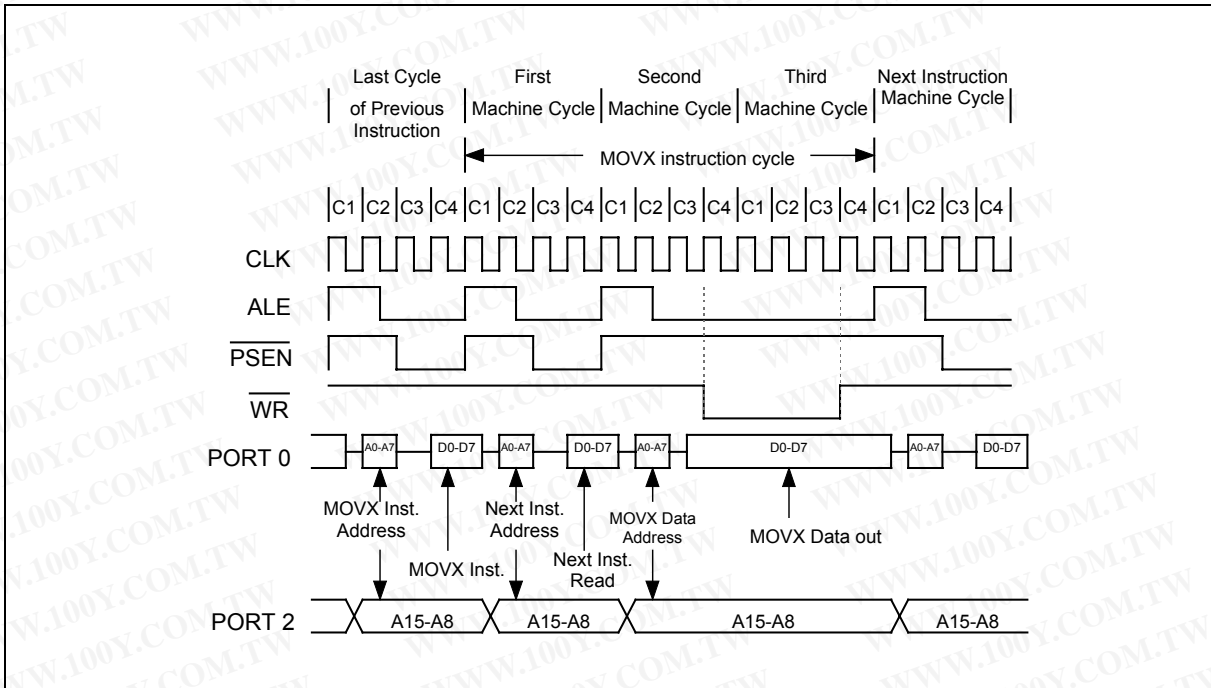 Last Cycle
of Previous
Instruction
First
Machine Cycle
Second
Machine Cycle
Third
Machine Cycle
Next Instruction
Machine Cycle
MOVX instruction cycle
C1 C2 C3 C4 C1 C2 C3 C4 C1 C2 C3 C4 C1 C2 C3 C4 C1 C2 C3 C4
CLK
ALE
PSEN
WR
PORT 0
A0-A7 D0-D7 A0-A7 D0-D7 A0-A7 D0-D7 A0-A7 D0-D7
MOVX Inst.
Address
MOVX Inst.
Next Inst.
Address
Next Inst.
Read
MOVX Data
Address
MOVX Data out
PORT 2
A15-A8 A15-A8 A15-A8 A15-A8
WWW.100Y.COM.TW